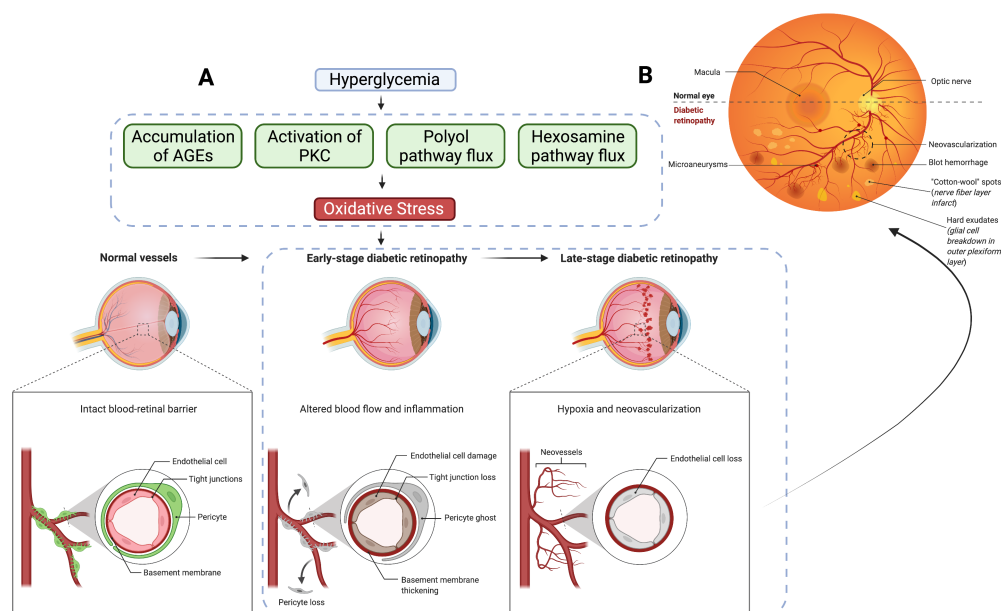 A
Hyperglycemia
Accumulation
of AGEs
Activation of
PKC
Polyol
pathway flux
Hexosamine
pathway flux
Oxidative Stress
Normal vessels
Early-stage diabetic retinopathy
Late-stage diabetic retinopathy
Intact blood-retinal barrier
Endothelial cell
Tight junctions
Pericyte
Basement membrane
Altered blood flow and inflammation
Endothelial cell damage
Tight junction loss
Pericyte ghost
Basement membrane
thickening
Pericyte loss
Hypoxia and neovascularization
Neovessels
Endothelial cell loss
B
Macula
Optic nerve
Normal eye
Diabetic
retinopathy
Neovascularization
Microaneurysms
Blot hemorrhage
"Cotton-wool" spots
(nerve fiber layer
infarct)
Hard exudates
(glial cell
breakdown in
outer plexiform
layer)